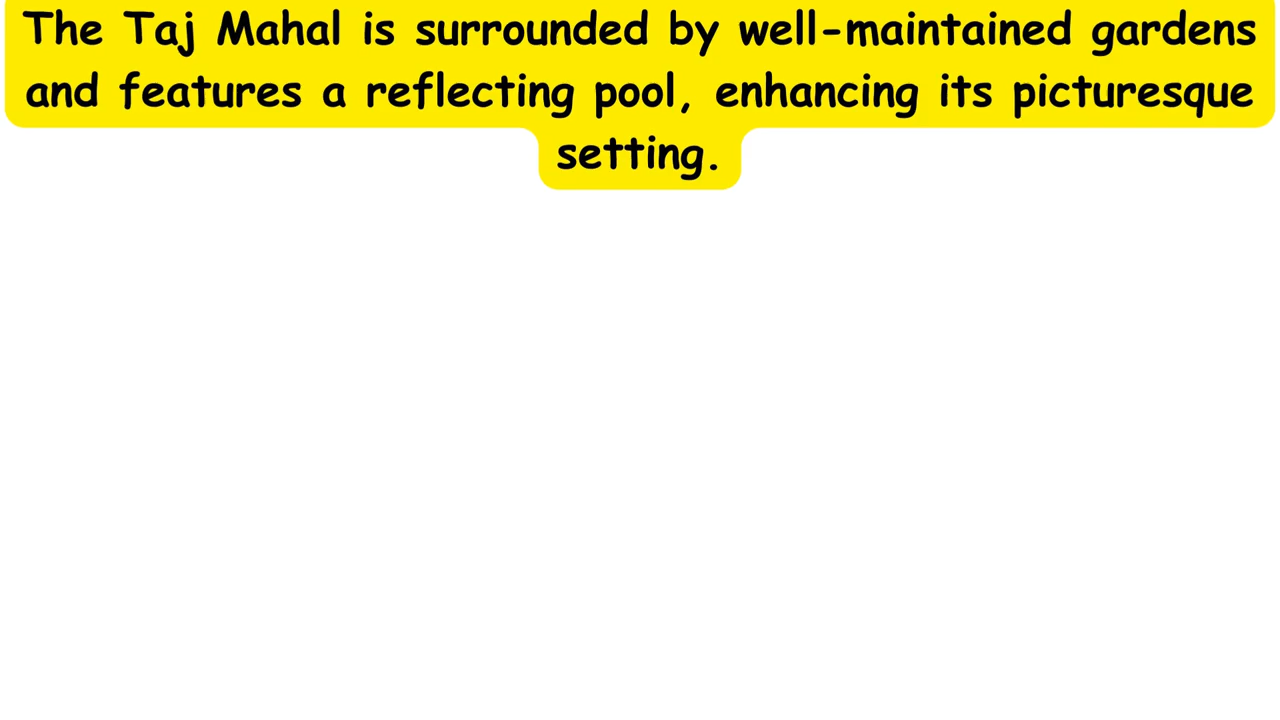 The Taj Mahal is surrounded by well-maintained gardens
and features a reflecting pool, enhancing its picturesque
setting.